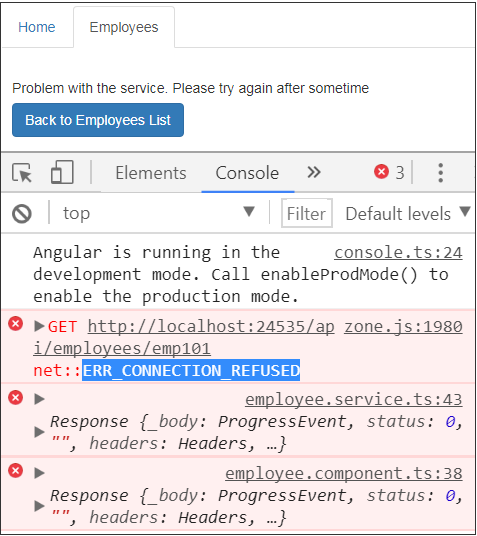 Home Employees
Problem with the service. Please try again after sometime
Back to Employees List
Elements Console » 3
top Filter Default levels
Angular is running in the console.ts:24
development mode. Call enableProdMode() to
enable the production mode.
GET http://localhost:24535/ap zone.js:1980
i/employees/emp101
net::ERR_CONNECTION_REFUSED
employee.service.ts:43
Response {_body: ProgressEvent, status: 0,
"", headers: Headers, …}
employee.component.ts:38
Response {_body: ProgressEvent, status: 0,
"", headers: Headers, …}